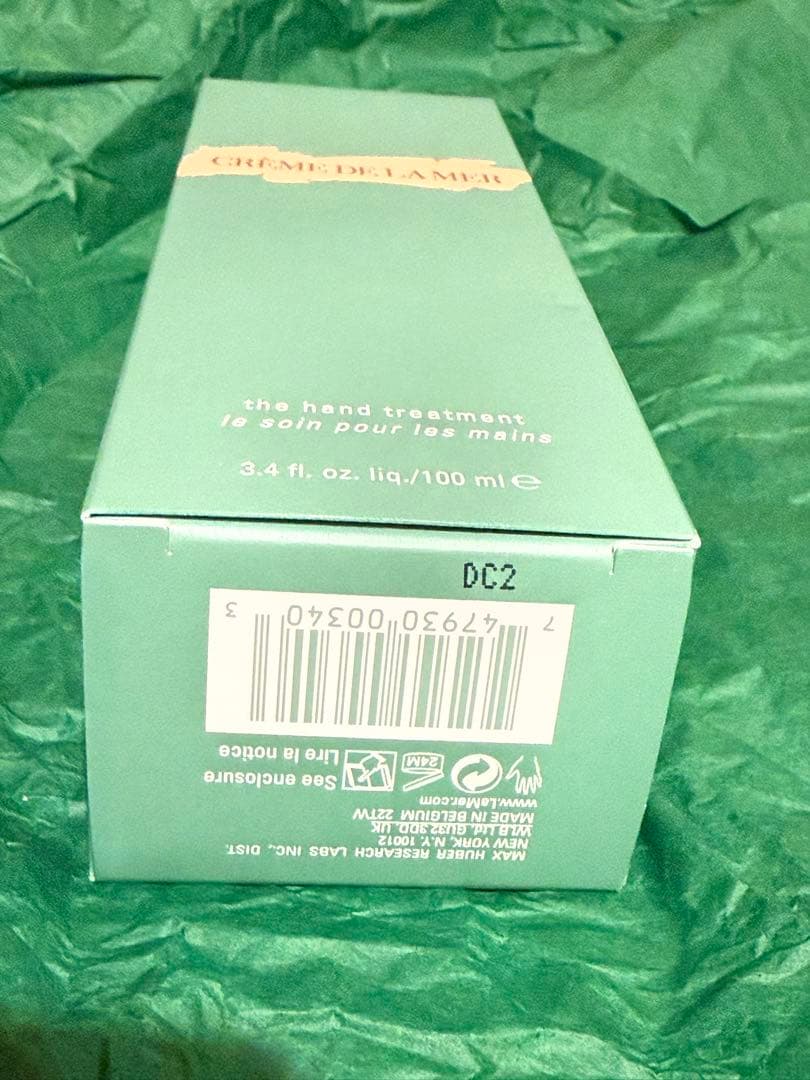 CRÈME DE LA MER
the hand treatment
le soin pour les mains
3.4 fl. oz. liq./100 ml ℮
DC2
7 47930 00340 3
See enclosure
Lire la notice
24M
MAX HUBER RESEARCH LABS INC., DIST.
NEW YORK, N.Y. 10012
WLB Ltd, GU32 3DD, UK
MADE IN BELGIUM 22TW
www.LaMer.com